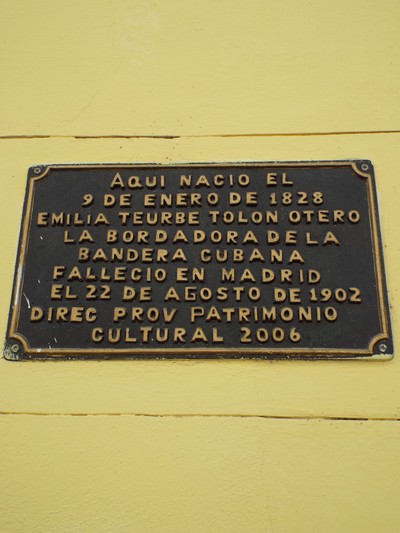 AQUI NACIO EL
9 DE ENERO DE 1828
EMILIA TEURBE TOLON OTERO
LA BORDADORA DE LA
BANDERA CUBANA
FALLECIO EN MADRID
EL 22 DE AGOSTO DE 1902
DIREC PROV PATRIMONIO
CULTURAL 2006